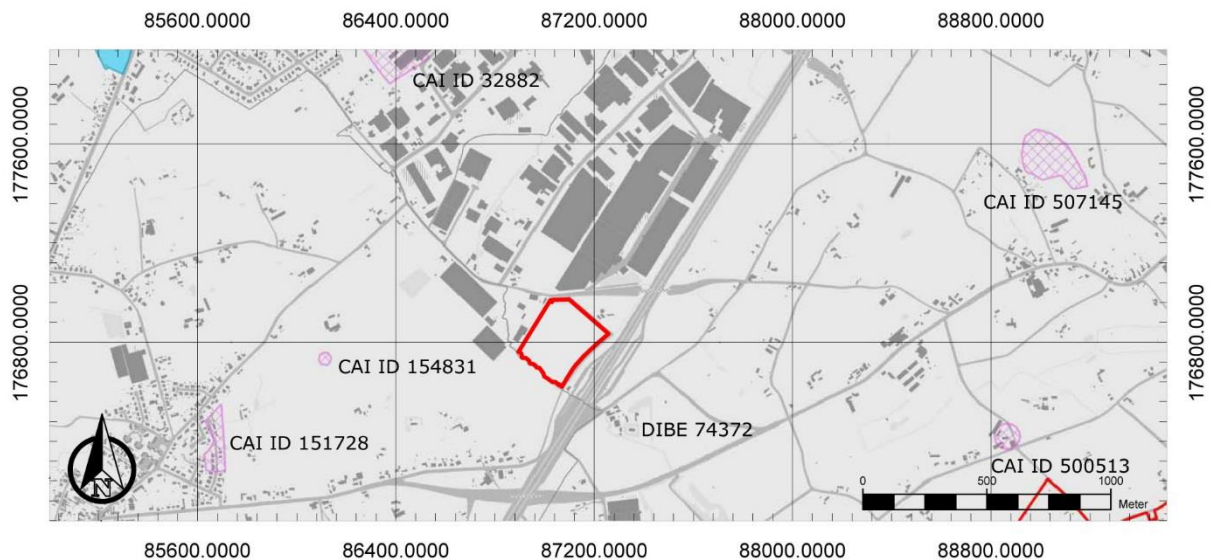 85600.0000 86400.0000 87200.0000 88000.0000 88800.0000
CAI ID 32882
177600.0000
177600.0000
CAI ID 507145
176800.0000
176800.0000
CAI ID 154831
CAI ID 151728
DIBE 74372
CAI ID 500513
N
0 500 1000
Meter
85600.0000 86400.0000 87200.0000 88000.0000 88800.0000